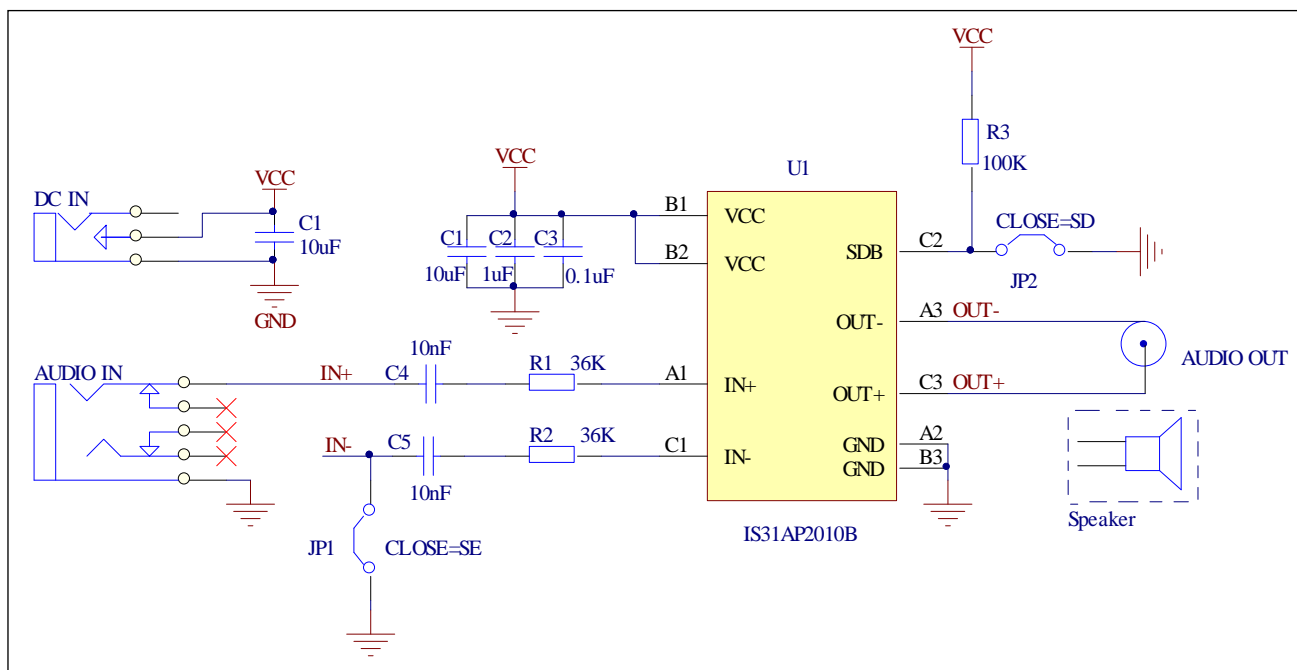 VCC
R3
100K
VCC
U1
DC IN
VCC
C1
10uF
GND
C1
C2
C3
10uF
1uF
0.1uF
B1
VCC
B2
VCC
CLOSE=SD
C2
SDB
JP2
A3
OUT-
OUT-
AUDIO OUT
C3
OUT+
OUT+
AUDIO IN
IN+
10nF
C4
R1
36K
A1
IN+
IN-
C5
10nF
R2
36K
C1
IN-
A2
GND
B3
GND
Speaker
JP1
CLOSE=SE
IS31AP2010B